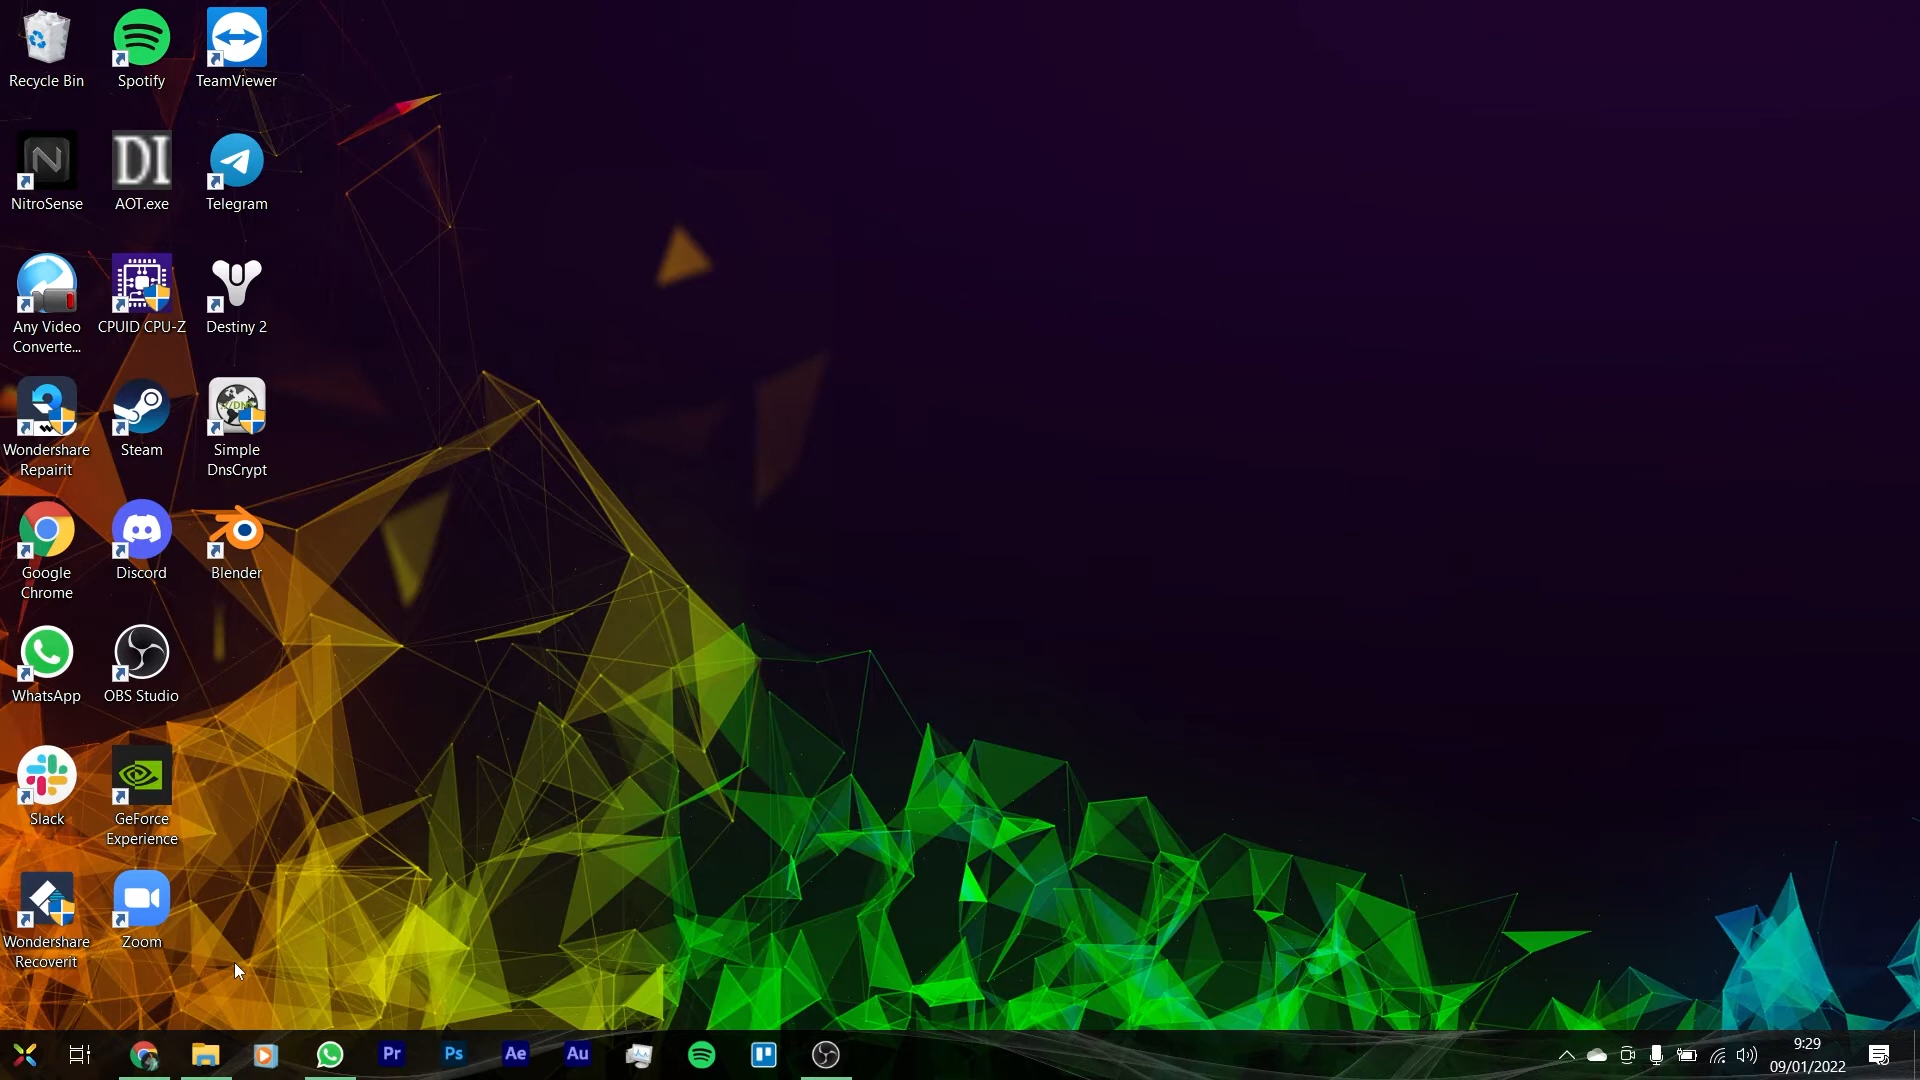 Recycle Bin
Spotify
TeamViewer
NitroSense
DI
AOT.exe
Telegram
Any Video
Converte...
CPUID CPU-Z
Destiny 2
Wondershare
Repairit
Steam
Simple
DnsCrypt
Google
Chrome
Discord
Blender
WhatsApp
OBS Studio
Slack
GeForce
Experience
Wondershare
Recoverit
Zoom
Pr
Ps
Ae
Au
9:29
09/01/2022